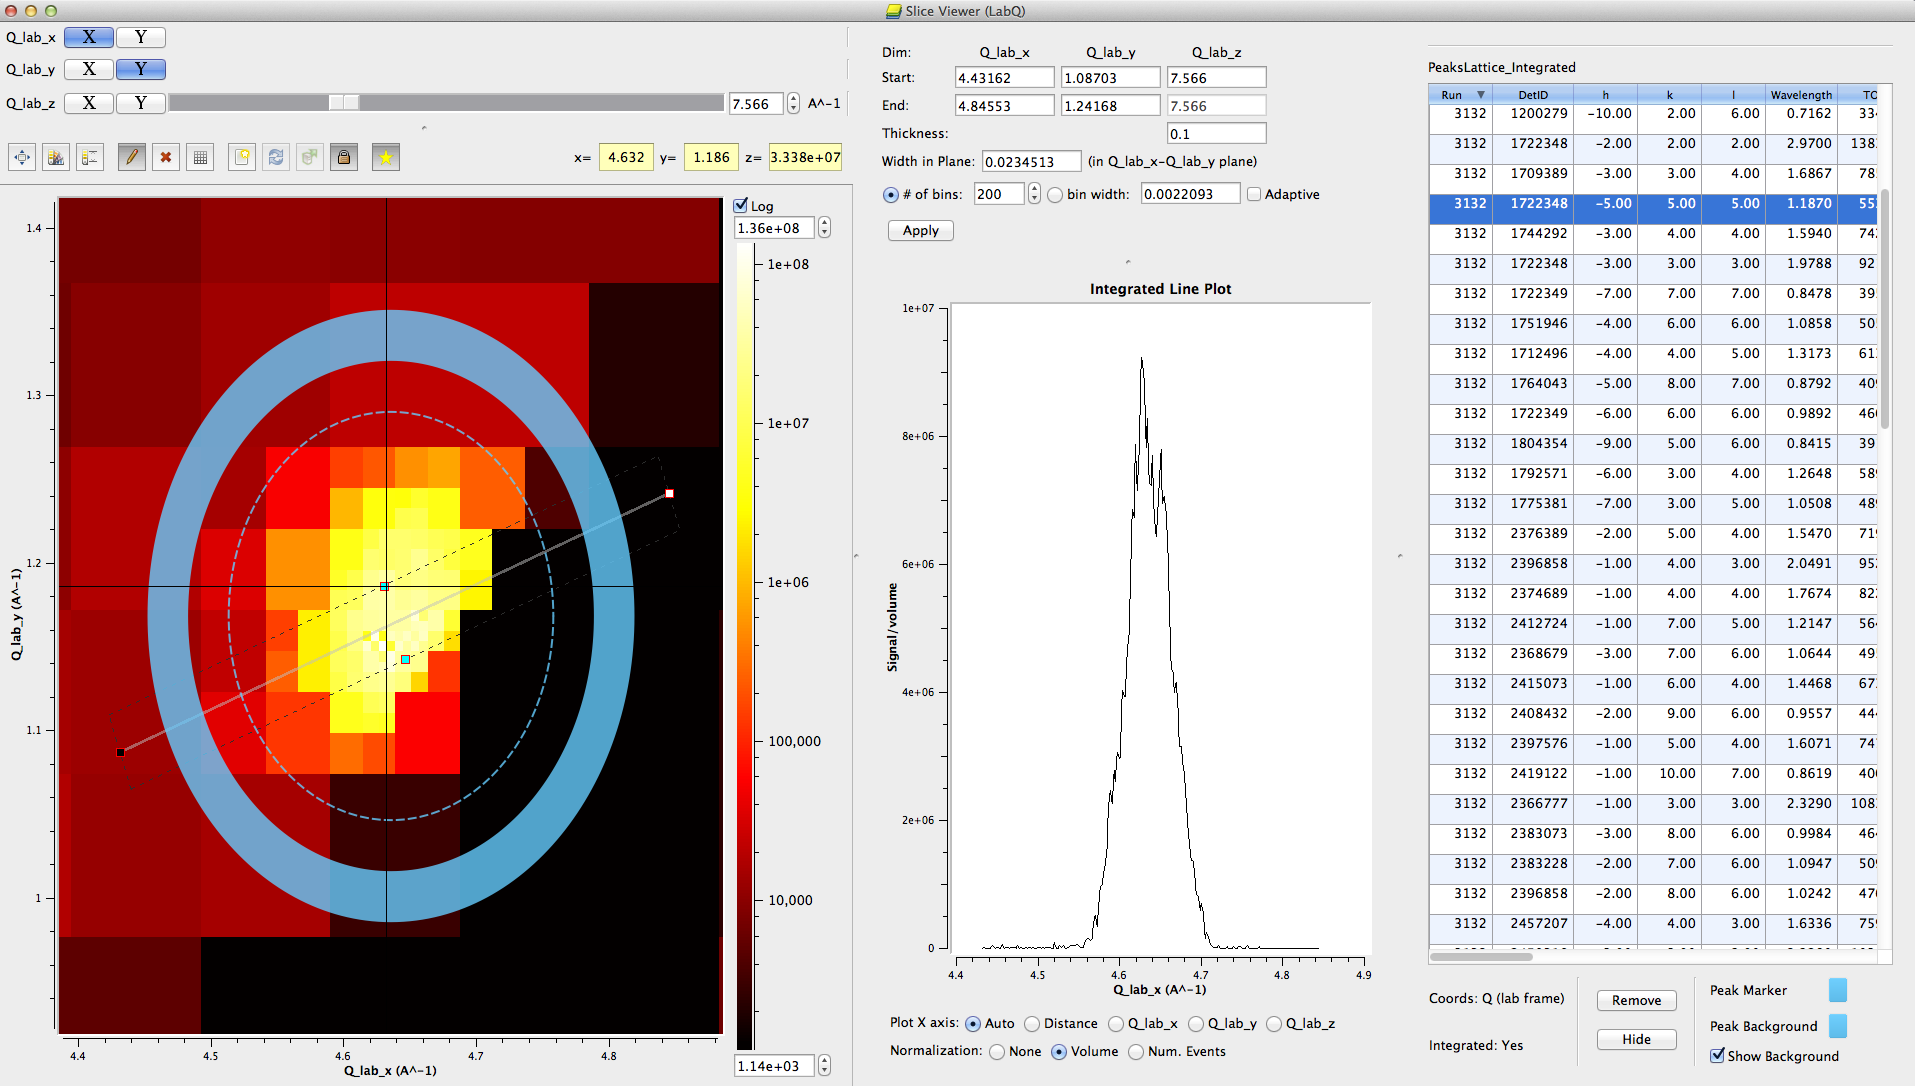 Slice Viewer (LabQ)
Q_lab_x X Y
Q_lab_y X Y
Q_lab_z X Y 7.566 A^-1
x= 4.632 y= 1.186 z= 3.338e+07
Log
1.36e+08
1e+08
1e+07
1e+06
100,000
10,000
1.14e+03
1.4
1.3
1.2
1.1
1
Q_lab_y (A^-1)
4.4 4.5 4.6 4.7 4.8
Q_lab_x (A^-1)
Dim: Q_lab_x Q_lab_y Q_lab_z
Start: 4.43162 1.08703 7.566
End: 4.84553 1.24168 7.566
Thickness: 0.1
Width in Plane: 0.0234513 (in Q_lab_x-Q_lab_y plane)
# of bins: 200 bin width: 0.0022093 Adaptive
Apply
Integrated Line Plot
1e+07
8e+06
6e+06
4e+06
2e+06
0
Signal/volume
4.4 4.5 4.6 4.7 4.8 4.9
Q_lab_x (A^-1)
Plot X axis: Auto Distance Q_lab_x Q_lab_y Q_lab_z
Normalization: None Volume Num. Events
PeaksLattice_Integrated
Run DetID h k l Wavelength TO
3132 1200279 -10.00 2.00 6.00 0.7162 334
3132 1722348 -2.00 2.00 2.00 2.9700 1383
3132 1709389 -3.00 3.00 4.00 1.6867 785
3132 1722348 -5.00 5.00 5.00 1.1870 55
3132 1744292 -3.00 4.00 4.00 1.5940 742
3132 1722348 -3.00 3.00 3.00 1.9788 92
3132 1722349 -7.00 7.00 7.00 0.8478 39
3132 1751946 -4.00 6.00 6.00 1.0858 50
3132 1712496 -4.00 4.00 5.00 1.3173 61
3132 1764043 -5.00 8.00 7.00 0.8792 409
3132 1722349 -6.00 6.00 6.00 0.9892 460
3132 1804354 -9.00 5.00 6.00 0.8415 39
3132 1792571 -6.00 3.00 4.00 1.2648 589
3132 1775381 -7.00 3.00 5.00 1.0508 489
3132 2376389 -2.00 5.00 4.00 1.5470 719
3132 2396858 -1.00 4.00 3.00 2.0491 952
3132 2374689 -1.00 4.00 4.00 1.7674 822
3132 2412724 -1.00 7.00 5.00 1.2147 564
3132 2368679 -3.00 7.00 6.00 1.0644 495
3132 2415073 -1.00 6.00 4.00 1.4468 67
3132 2408432 -2.00 9.00 6.00 0.9557 444
3132 2397576 -1.00 5.00 4.00 1.6071 747
3132 2419122 -1.00 10.00 7.00 0.8619 400
3132 2366777 -1.00 3.00 3.00 2.3290 1082
3132 2383073 -3.00 8.00 6.00 0.9984 464
3132 2383228 -2.00 7.00 6.00 1.0947 509
3132 2396858 -2.00 8.00 6.00 1.0242 476
3132 2457207 -4.00 4.00 3.00 1.6336 759
Coords: Q (lab frame)
Integrated: Yes
Remove
Hide
Peak Marker
Peak Background
Show Background